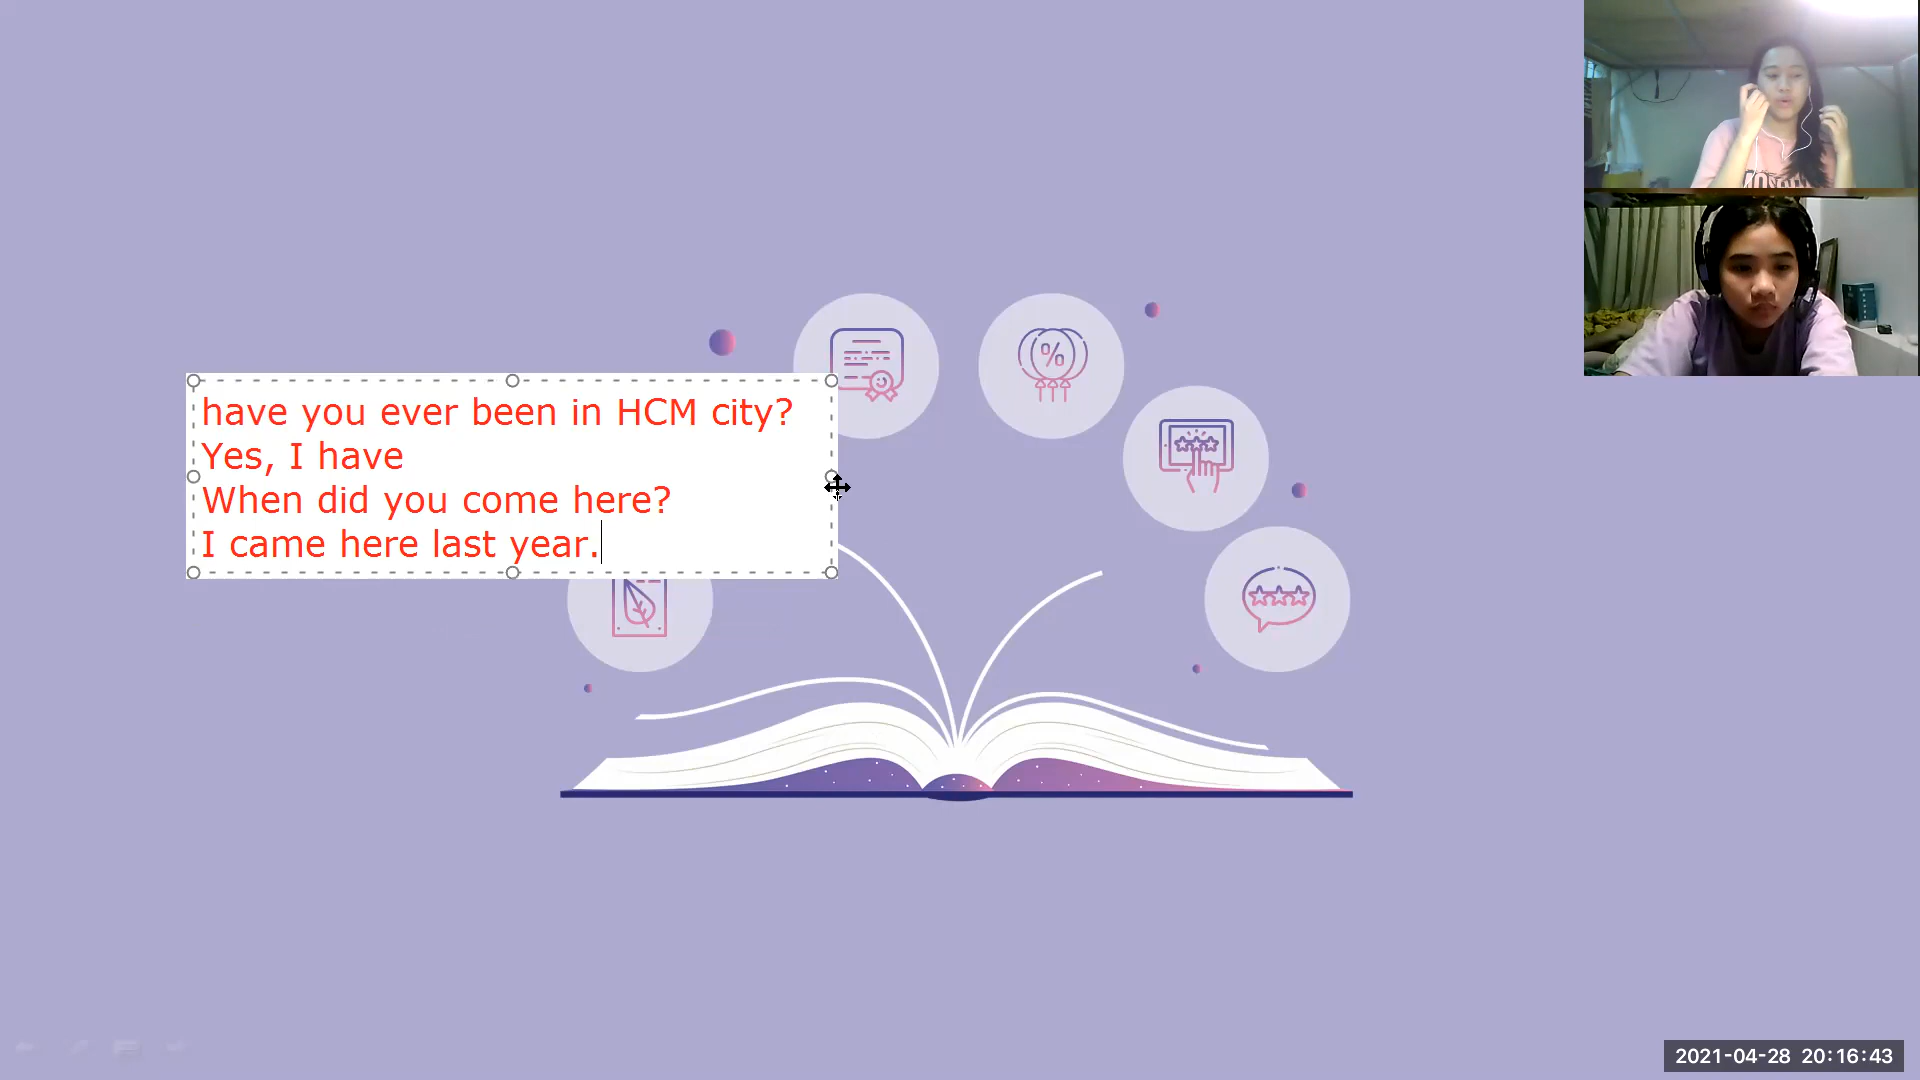 have you ever been in HCM city?
Yes, I have
When did you come here?
I came here last year.
%
2021-04-28 20:16:43